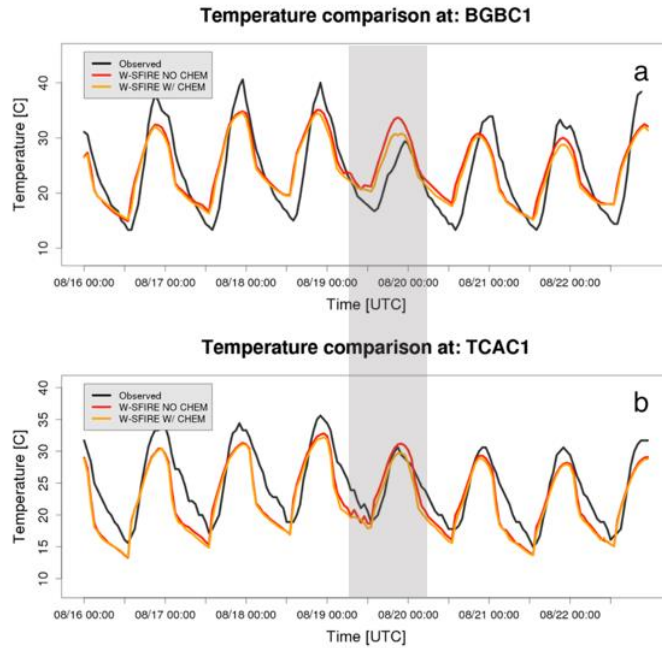 Temperature comparison at: BGBC1
a
Observed
W-SFIRE NO CHEM
W-SFIRE W/ CHEM
Temperature [C]
40
30
20
10
08/16 00:00 08/17 00:00 08/18 00:00 08/19 00:00 08/20 00:00 08/21 00:00 08/22 00:00
Time [UTC]
Temperature comparison at: TCAC1
b
Observed
W-SFIRE NO CHEM
W-SFIRE W/ CHEM
Temperature [C]
40
35
30
25
20
15
10
08/16 00:00 08/17 00:00 08/18 00:00 08/19 00:00 08/20 00:00 08/21 00:00 08/22 00:00
Time [UTC]